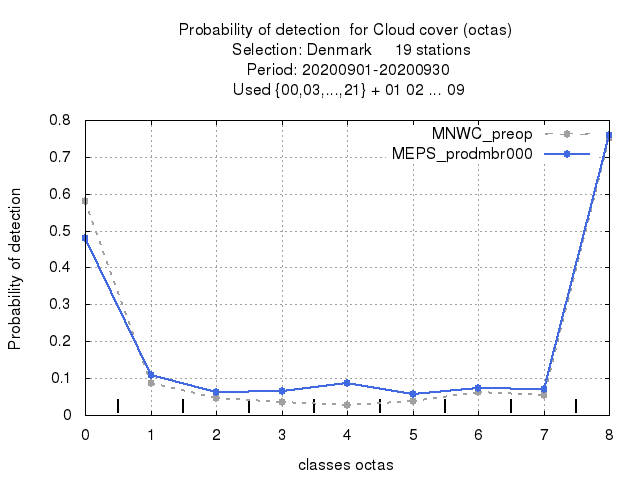 Probability of detection  for Cloud cover (octas)
Selection: Denmark     19 stations
Period: 20200901-20200930
Used {00,03,...,21} + 01 02 ... 09
MNWC_preop
MEPS_prodmbr000
Probability of detection
0.8
0.7
0.6
0.5
0.4
0.3
0.2
0.1
0
0 1 2 3 4 5 6 7 8
classes octas